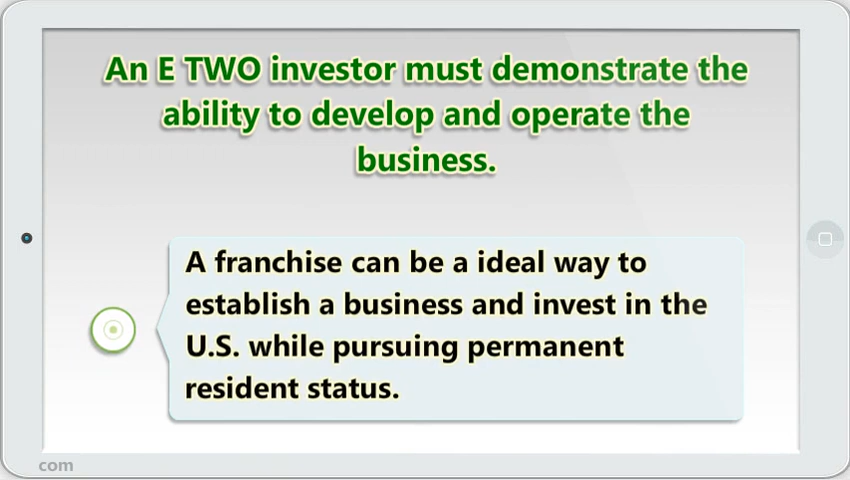 An E TWO investor must demonstrate the
ability to develop and operate the
business.
A franchise can be a ideal way to
establish a business and invest in the
U.S. while pursuing permanent
resident status.
com